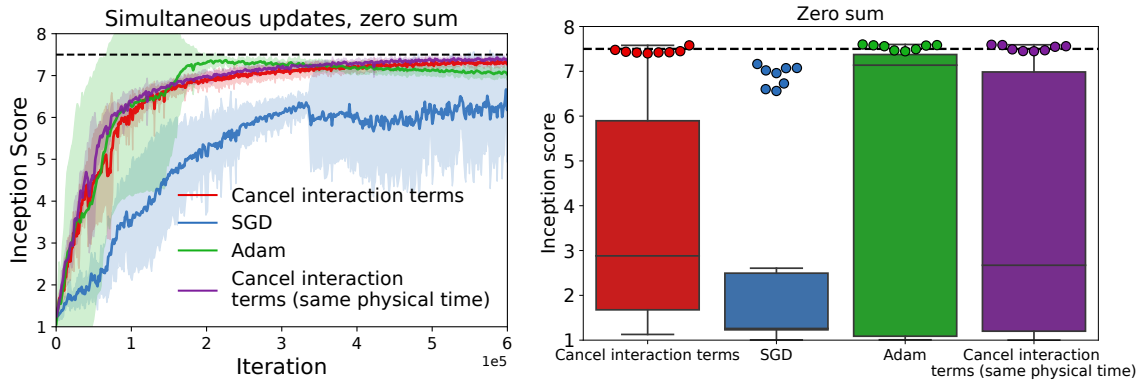 Simultaneous updates, zero sum
8
7
6
5
4
3
2
1
Inception Score
Cancel interaction terms
SGD
Adam
Cancel interaction
terms (same physical time)
0 1 2 3 4 5 6
1e5
Iteration
Zero sum
8
7
6
5
4
3
2
1
Inception score
Cancel interaction terms SGD Adam Cancel interaction
terms (same physical time)